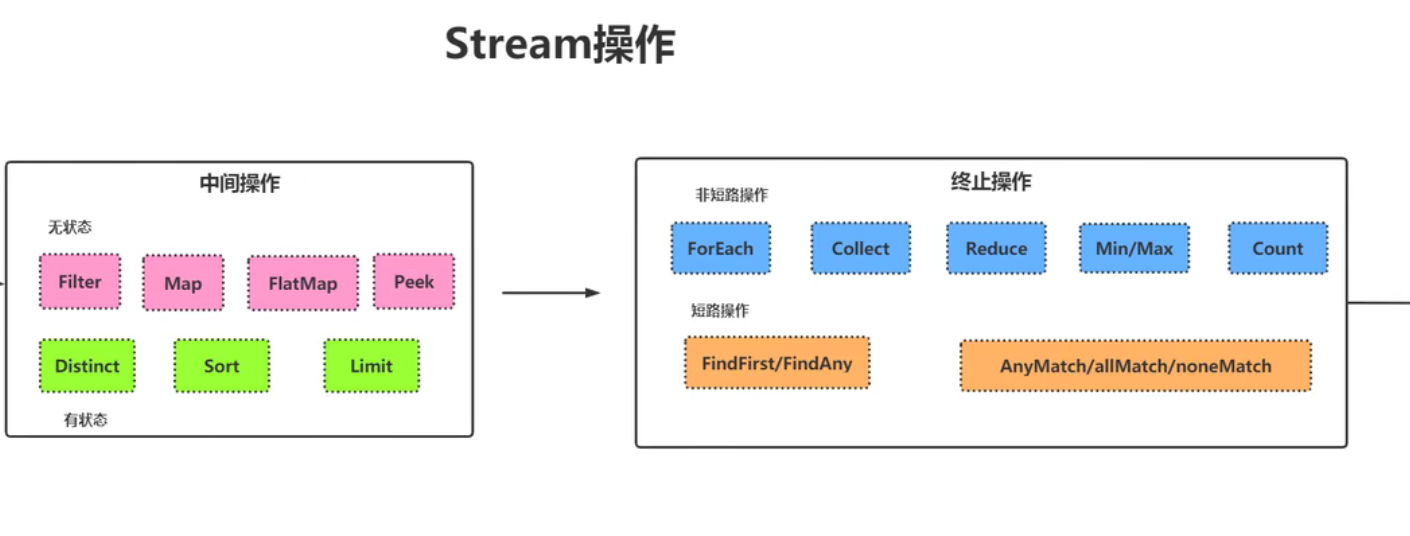 Stream操作
中间操作
无状态
Filter
Map
FlatMap
Peek
Distinct
Sort
Limit
有状态
终止操作
非短路操作
ForEach
Collect
Reduce
Min/Max
Count
短路操作
FindFirst/FindAny
AnyMatch/allMatch/noneMatch